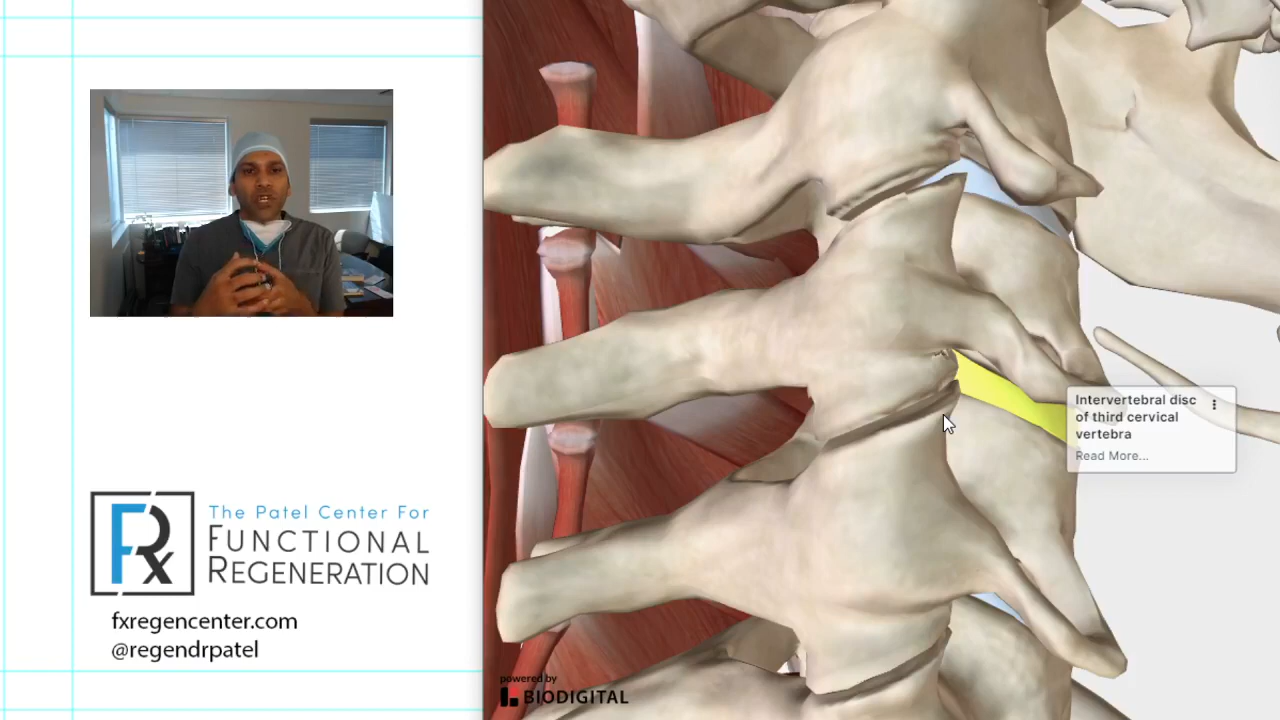 FRx
The Patel Center For
FUNCTIONAL
REGENERATION
fxregencenter.com
@regendrpatel
Intervertebral disc
of third cervical
vertebra
Read More...
powered by
BIODIGITAL